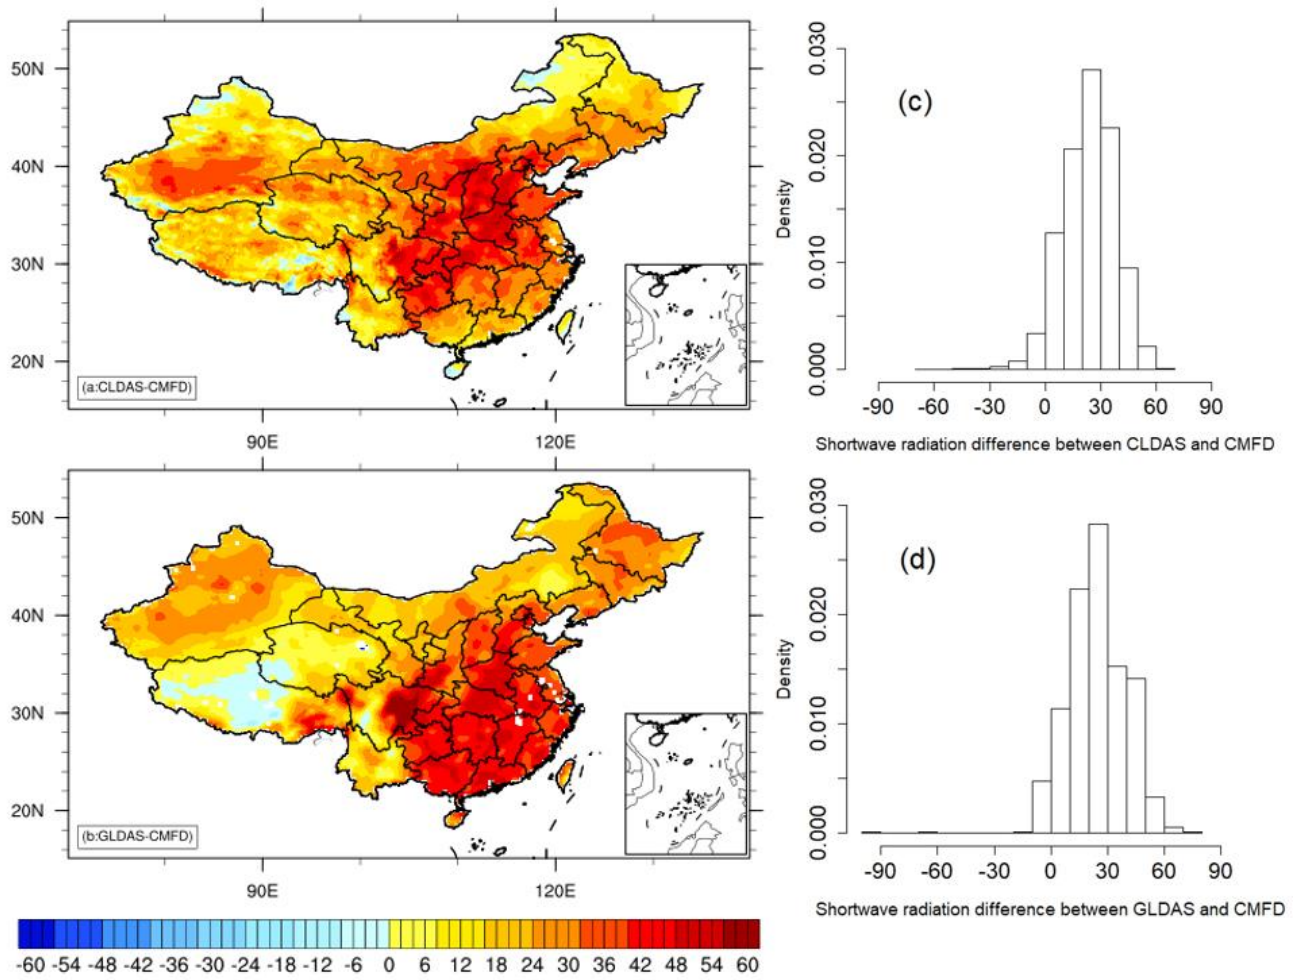 50N
40N
30N
20N
(a:CLDAS-CMFD)
90E 120E
(c)
Density
0.030
0.020
0.010
0.000
-90 -60 -30 0 30 60 90
Shortwave radiation difference between CLDAS and CMFD
50N
40N
30N
20N
(b:GLDAS-CMFD)
90E 120E
(d)
Density
0.030
0.020
0.010
0.000
-90 -60 -30 0 30 60 90
Shortwave radiation difference between GLDAS and CMFD
-60 -54 -48 -42 -36 -30 -24 -18 -12 -6 0 6 12 18 24 30 36 42 48 54 60